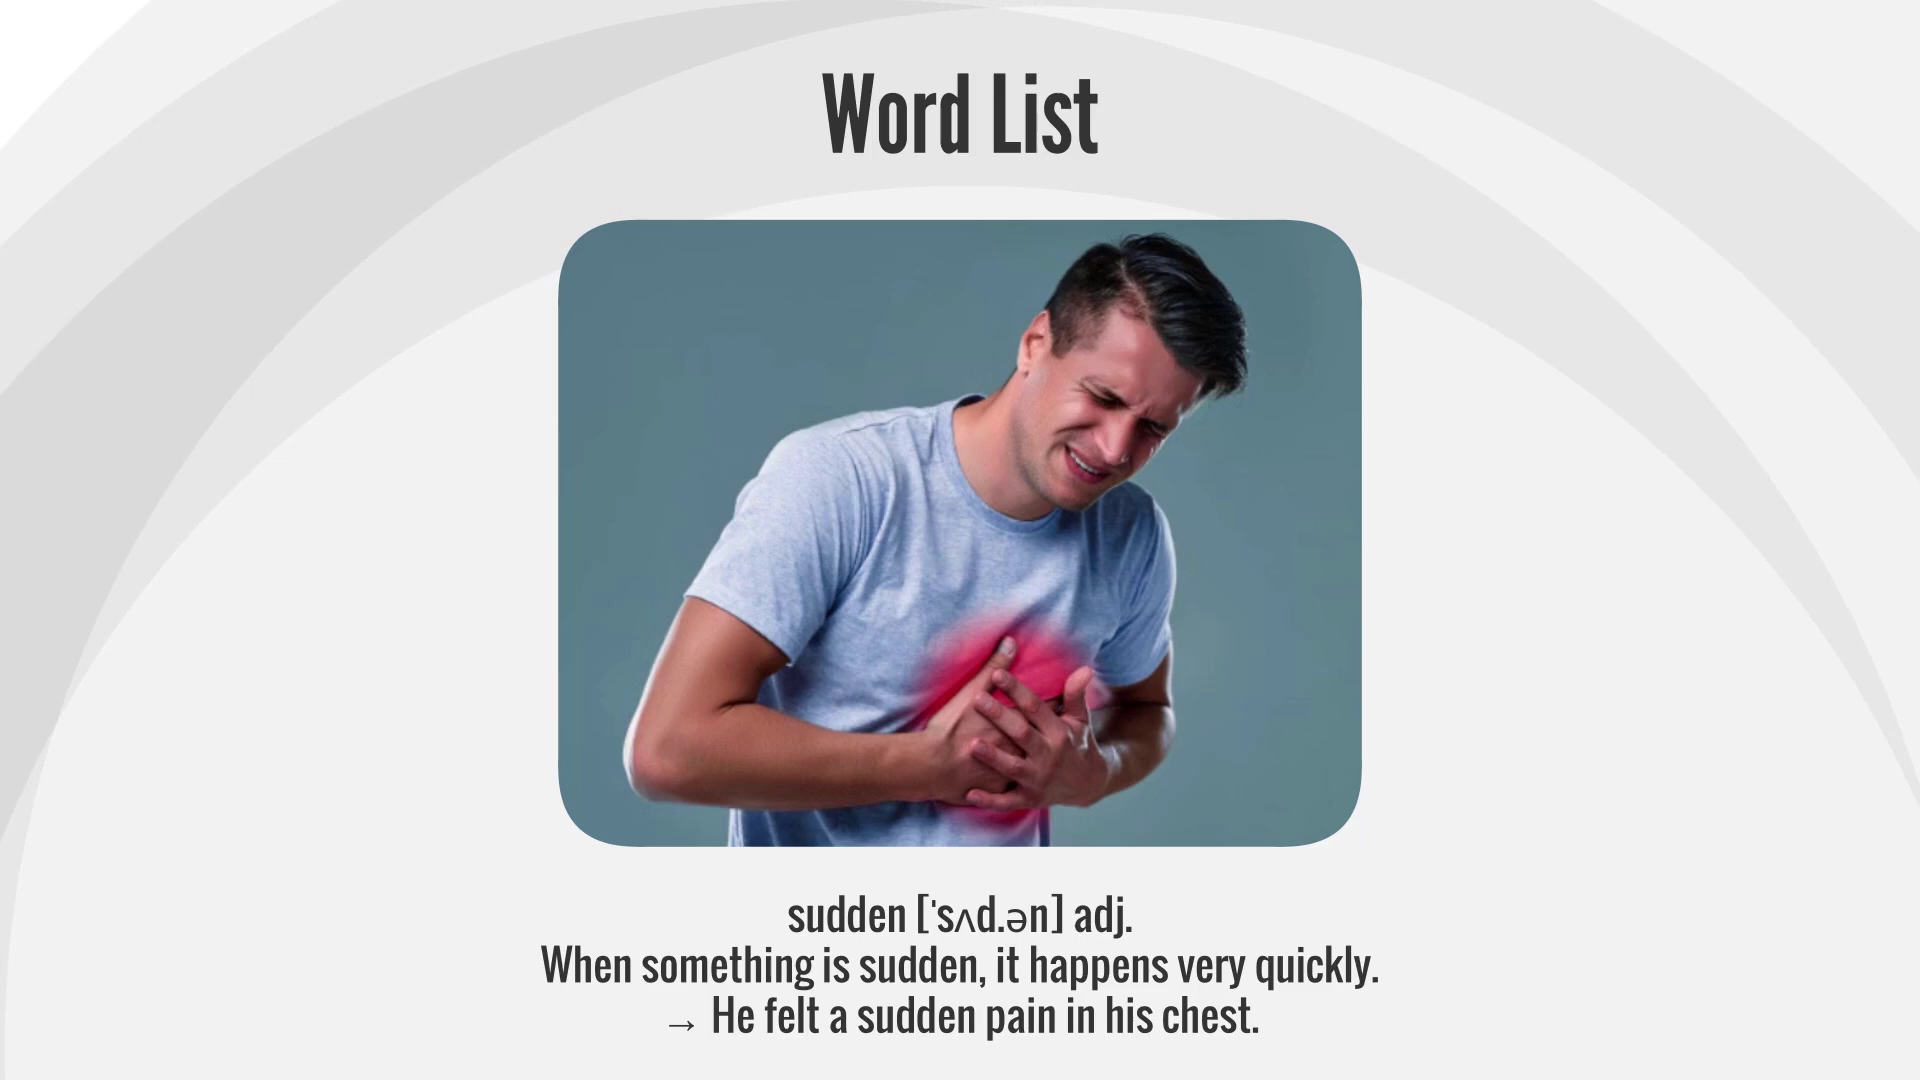 Word List
sudden [ˈsʌd.ən] adj.
When something is sudden, it happens very quickly.
→ He felt a sudden pain in his chest.